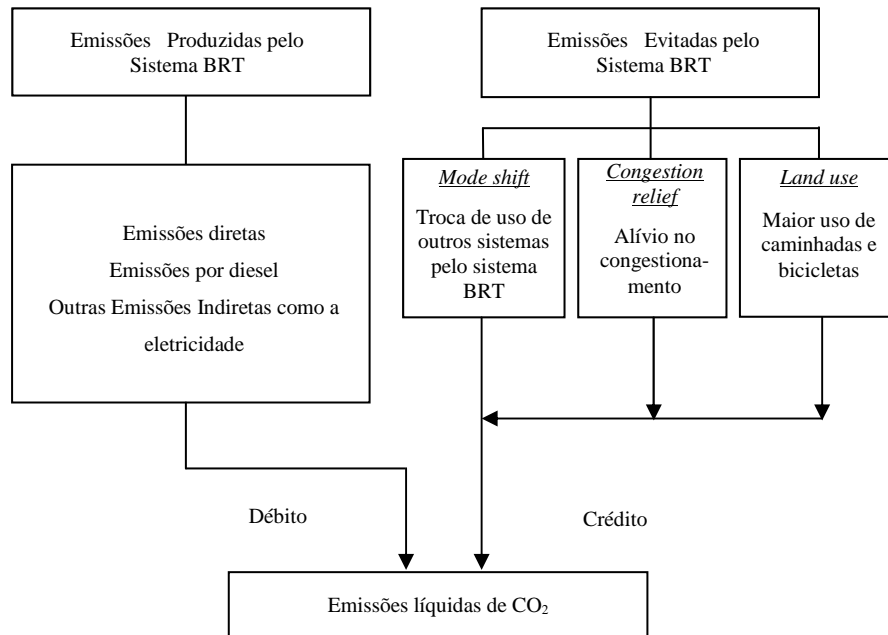 Emissões Produzidas pelo
Sistema BRT
Emissões Evitadas pelo
Sistema BRT
Emissões diretas
Emissões por diesel
Outras Emissões Indiretas como a
eletricidade
Mode shift
Troca de uso de
outros sistemas
pelo sistema
BRT
Congestion
relief
Alívio no
congestiona-
mento
Land use
Maior uso de
caminhadas e
bicicletas
Débito
Crédito
Emissões líquidas de CO₂